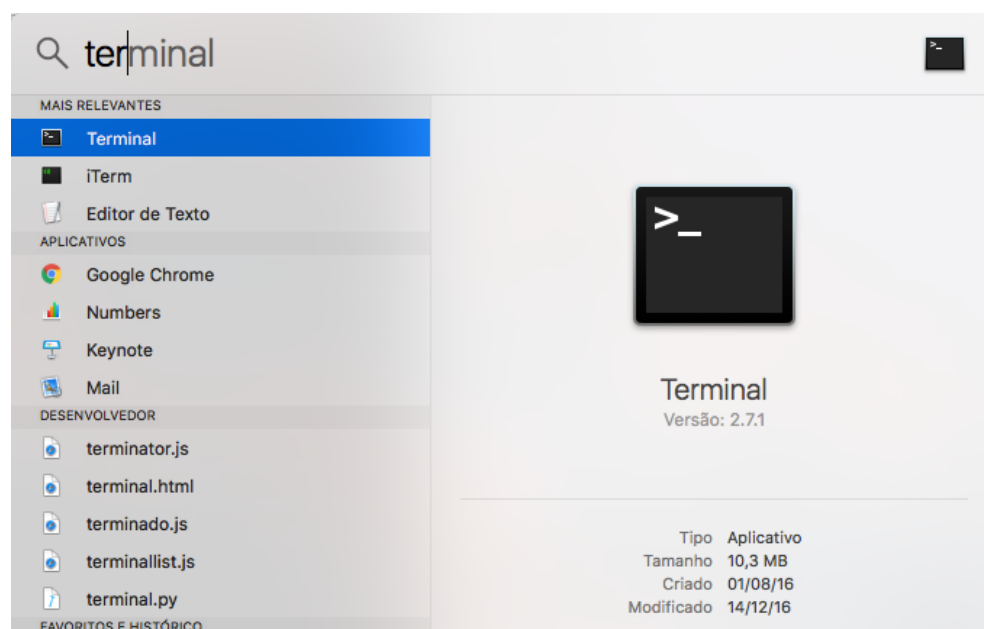 terminal
MAIS RELEVANTES
Terminal
iTerm
Editor de Texto
APLICATIVOS
Google Chrome
Numbers
Keynote
Mail
DESENVOLVEDOR
terminator.js
terminal.html
terminado.js
terminallist.js
terminal.py
FAVORITOS E HISTÓRICO
>_
Terminal
Versão: 2.7.1
Tipo Aplicativo
Tamanho 10,3 MB
Criado 01/08/16
Modificado 14/12/16